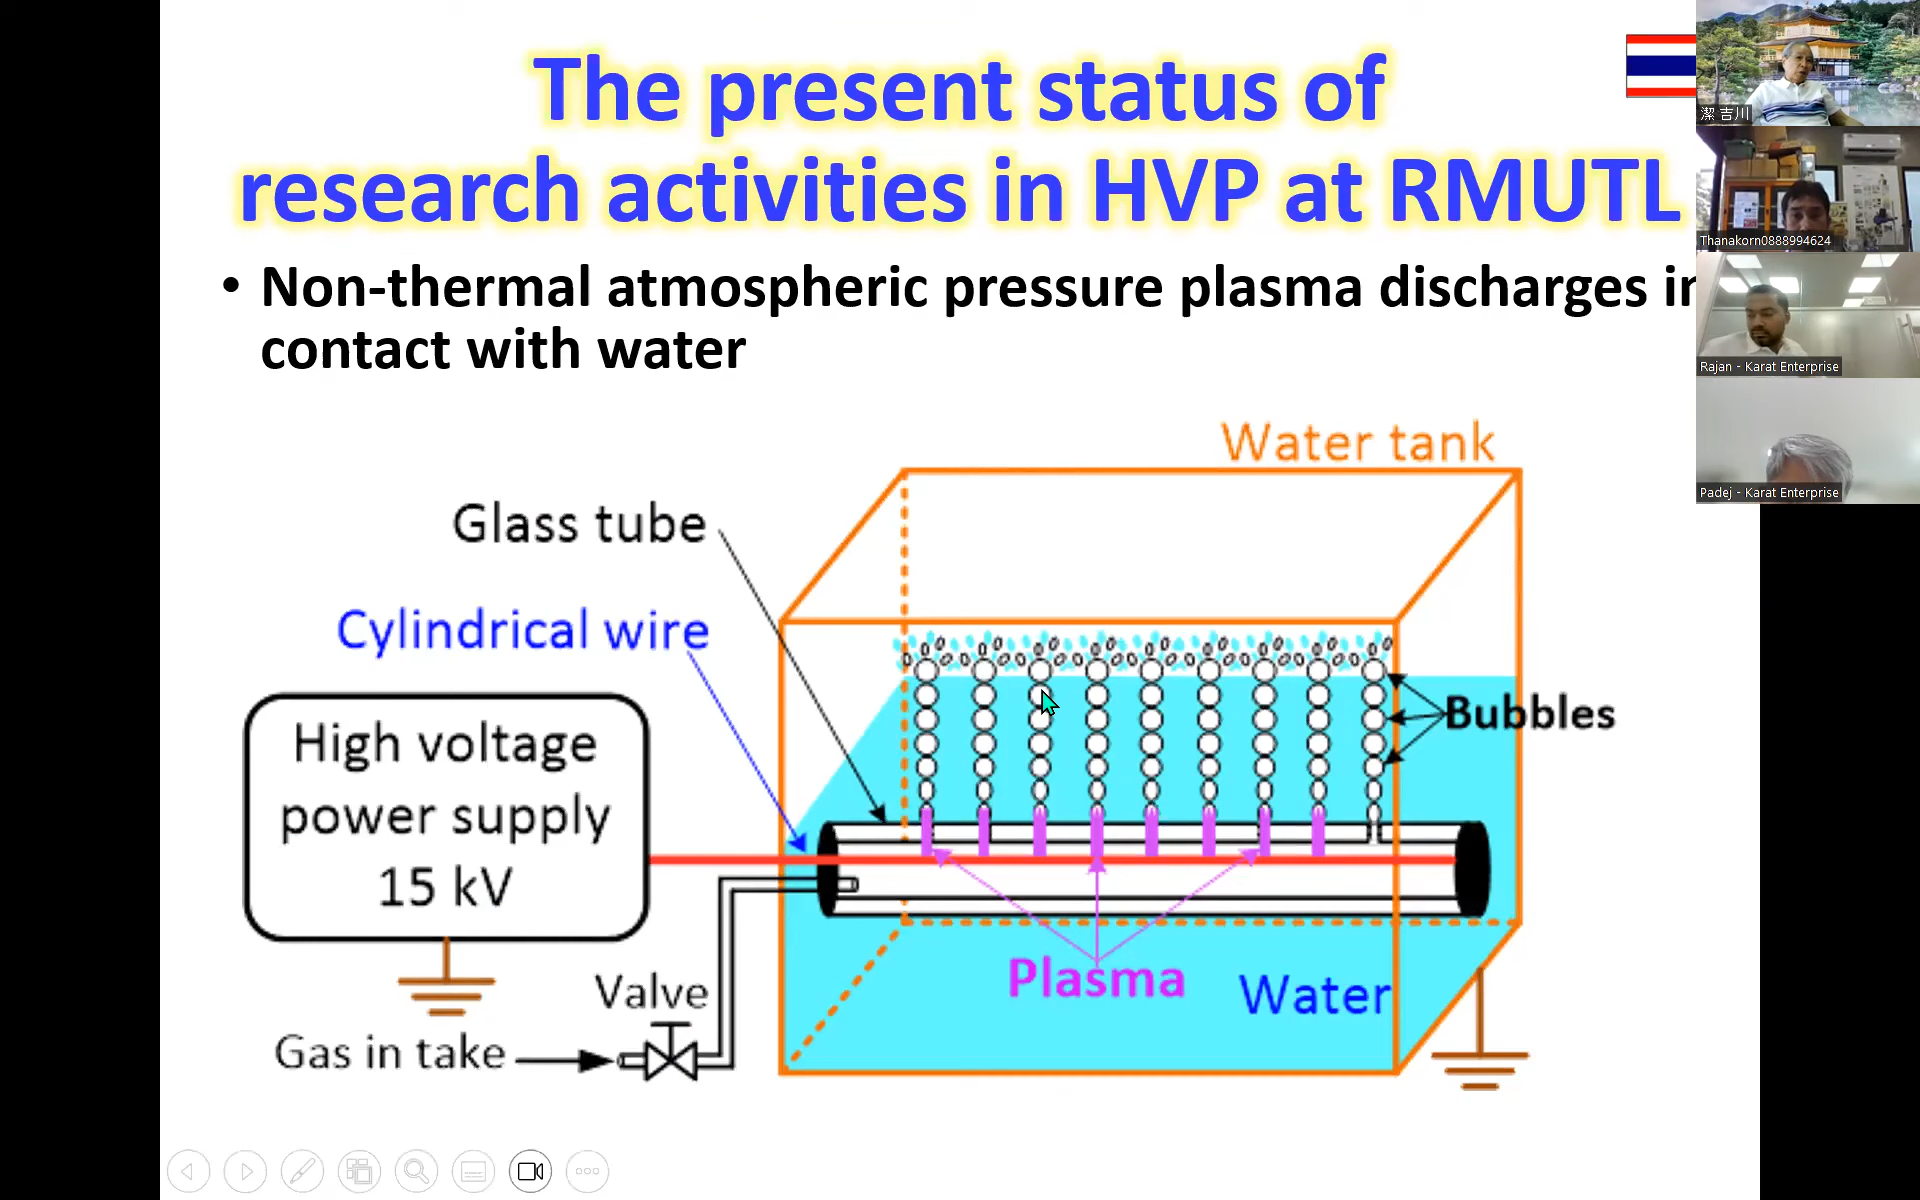 The present status of
research activities in HVP at RMUTL
• Non-thermal atmospheric pressure plasma discharges in
contact with water
Water tank
Glass tube
Cylindrical wire
High voltage
power supply
15 kV
Bubbles
Plasma
Water
Valve
Gas in take
潔 吉川
Thanakorn0888994624
Rajan - Karat Enterprise
Padej - Karat Enterprise